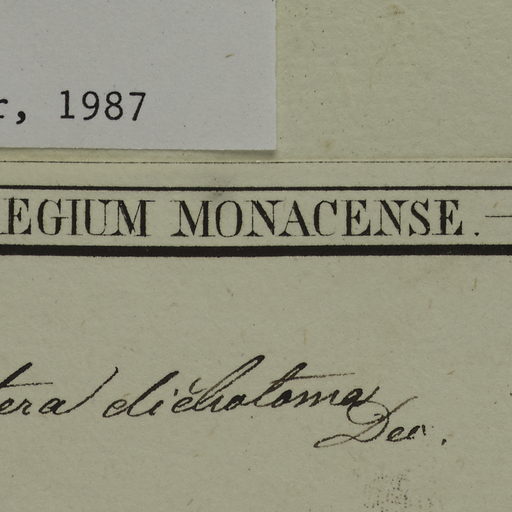 r, 1987
EGIUM MONACENSE.
tera dichotoma
Dec.